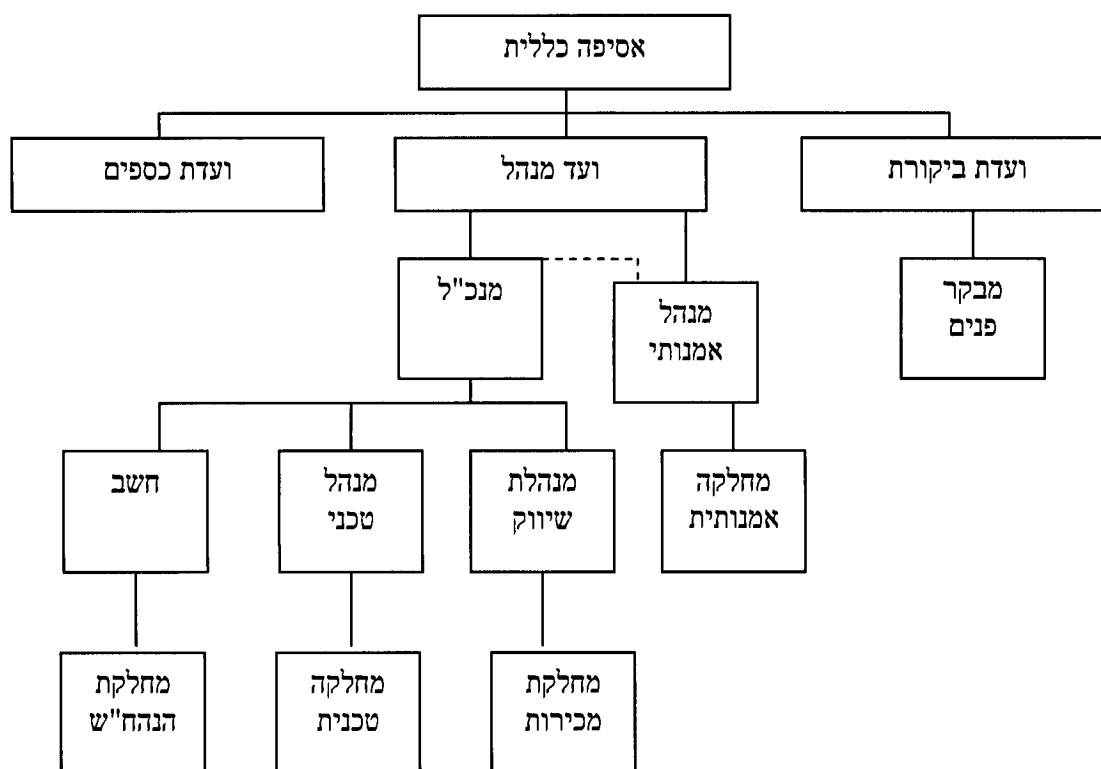 אסיפה כללית
ועדת ביקורת
ועד מנהל
ועדת כספים
מבקר
פנים
מנהל
אמנותי
מנכ"ל
מחלקה
אמנותית
מנהלת
שיווק
מנהל
טכני
חשב
מחלקת
מכירות
מחלקה
טכנית
מחלקת
הנהח"ש